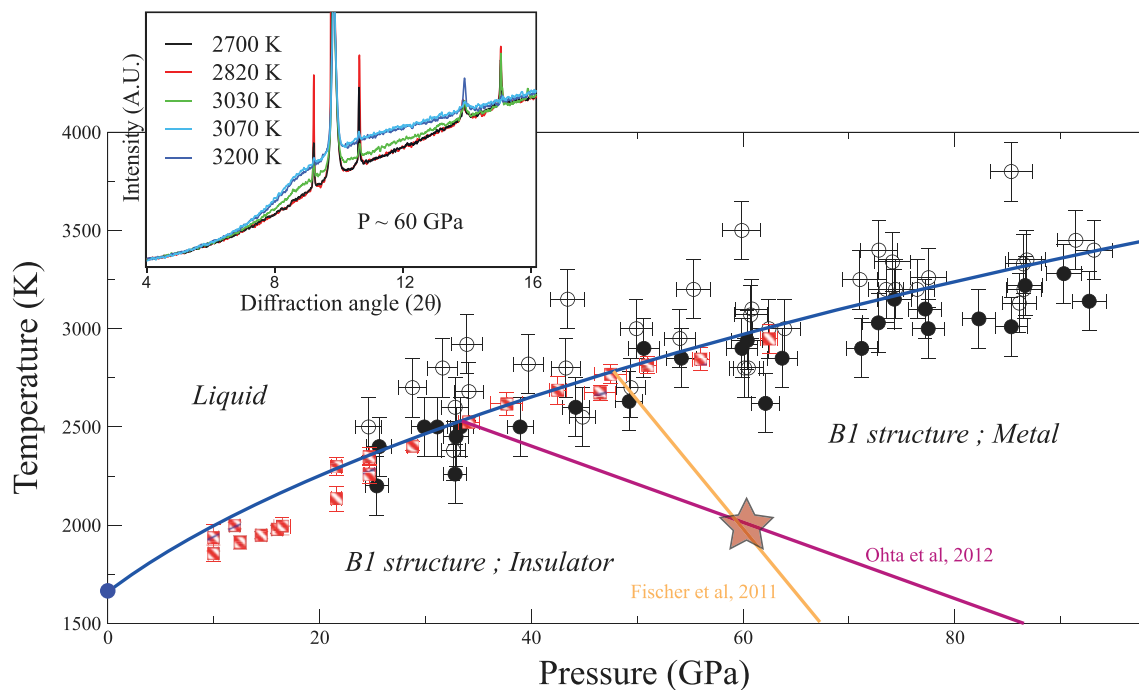 2700 K
2820 K
3030 K
3070 K
3200 K
Intensity (A.U.)
P ~ 60 GPa
4 8 12 16
Diffraction angle (2θ)
4000
3500
3000
2500
2000
1500
Temperature (K)
Liquid
B1 structure ; Metal
B1 structure ; Insulator
Ohta et al, 2012
Fischer et al, 2011
0 20 40 60 80
Pressure (GPa)